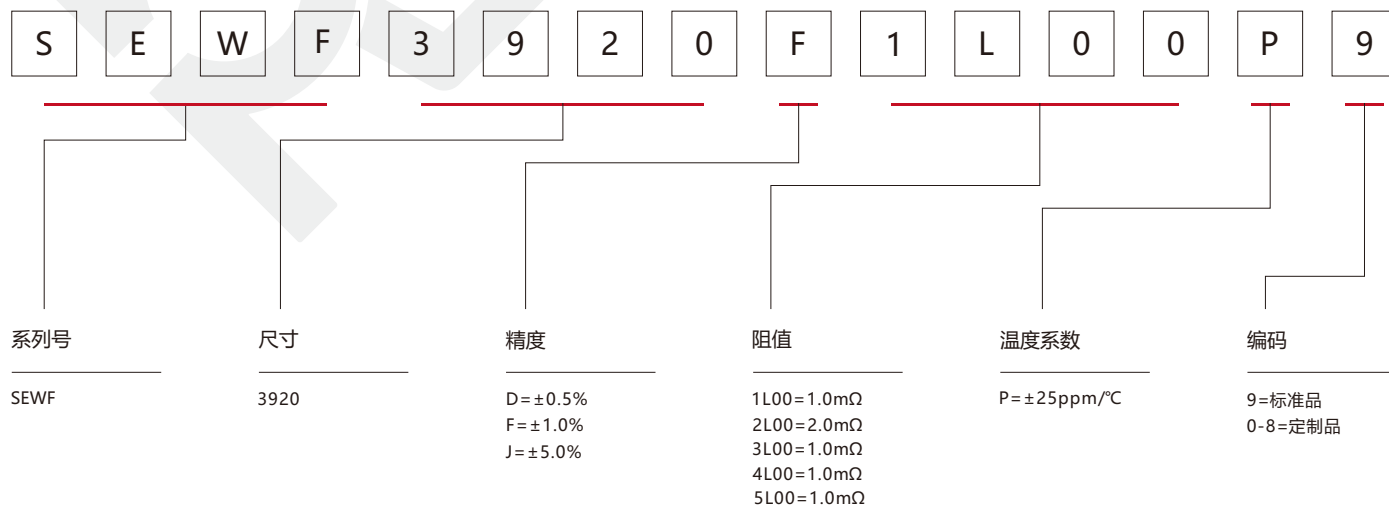 S E W F 3 9 2 0 F 1 L 0 0 P 9
系列号
SEWF
尺寸
3920
精度
D=±0.5%
F=±1.0%
J=±5.0%
阻值
1L00=1.0mΩ
2L00=2.0mΩ
3L00=1.0mΩ
4L00=1.0mΩ
5L00=1.0mΩ
温度系数
P=±25ppm/℃
编码
9=标准品
0-8=定制品